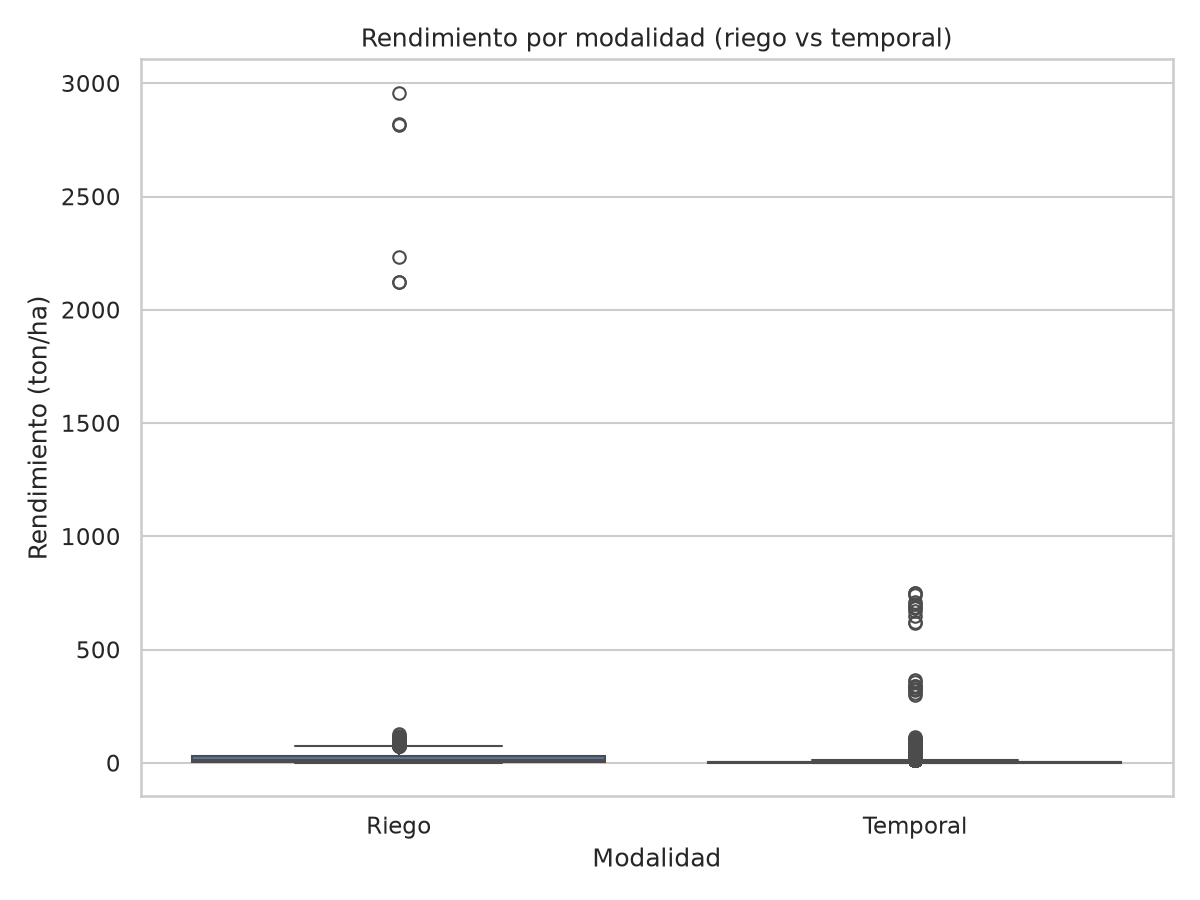 Rendimiento por modalidad (riego vs temporal)
3000
2500
2000
1500
1000
500
0
Rendimiento (ton/ha)
Riego
Temporal
Modalidad